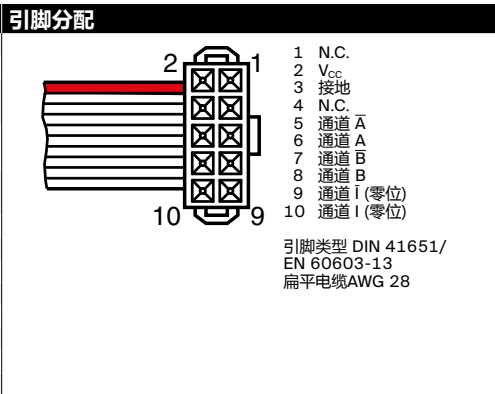 引脚分配
2 1
10 9
1 N.C.
2 Vcc
3 接地
4 N.C.
5 通道 A̅
6 通道 A
7 通道 B̅
8 通道 B
9 通道 I̅ (零位)
10 通道 I (零位)
引脚类型 DIN 41651/
EN 60603-13
扁平电缆AWG 28